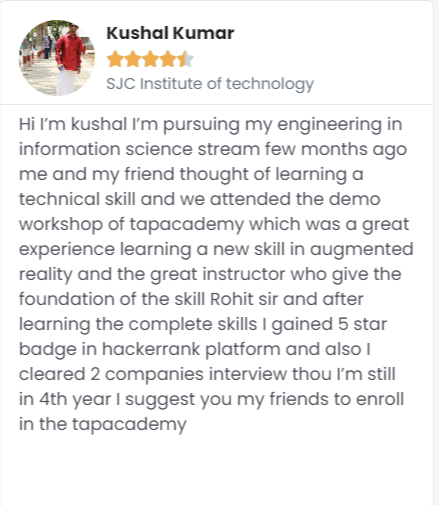 Kushal Kumar
SJC Institute of technology
Hi I'm kushal I'm pursuing my engineering in
information science stream few months ago
me and my friend thought of learning a
technical skill and we attended the demo
workshop of tapacademy which was a great
experience learning a new skill in augmented
reality and the great instructor who give the
foundation of the skill Rohit sir and after
learning the complete skills I gained 5 star
badge in hackerrank platform and also I
cleared 2 companies interview thou I'm still
in 4th year I suggest you my friends to enroll
in the tapacademy